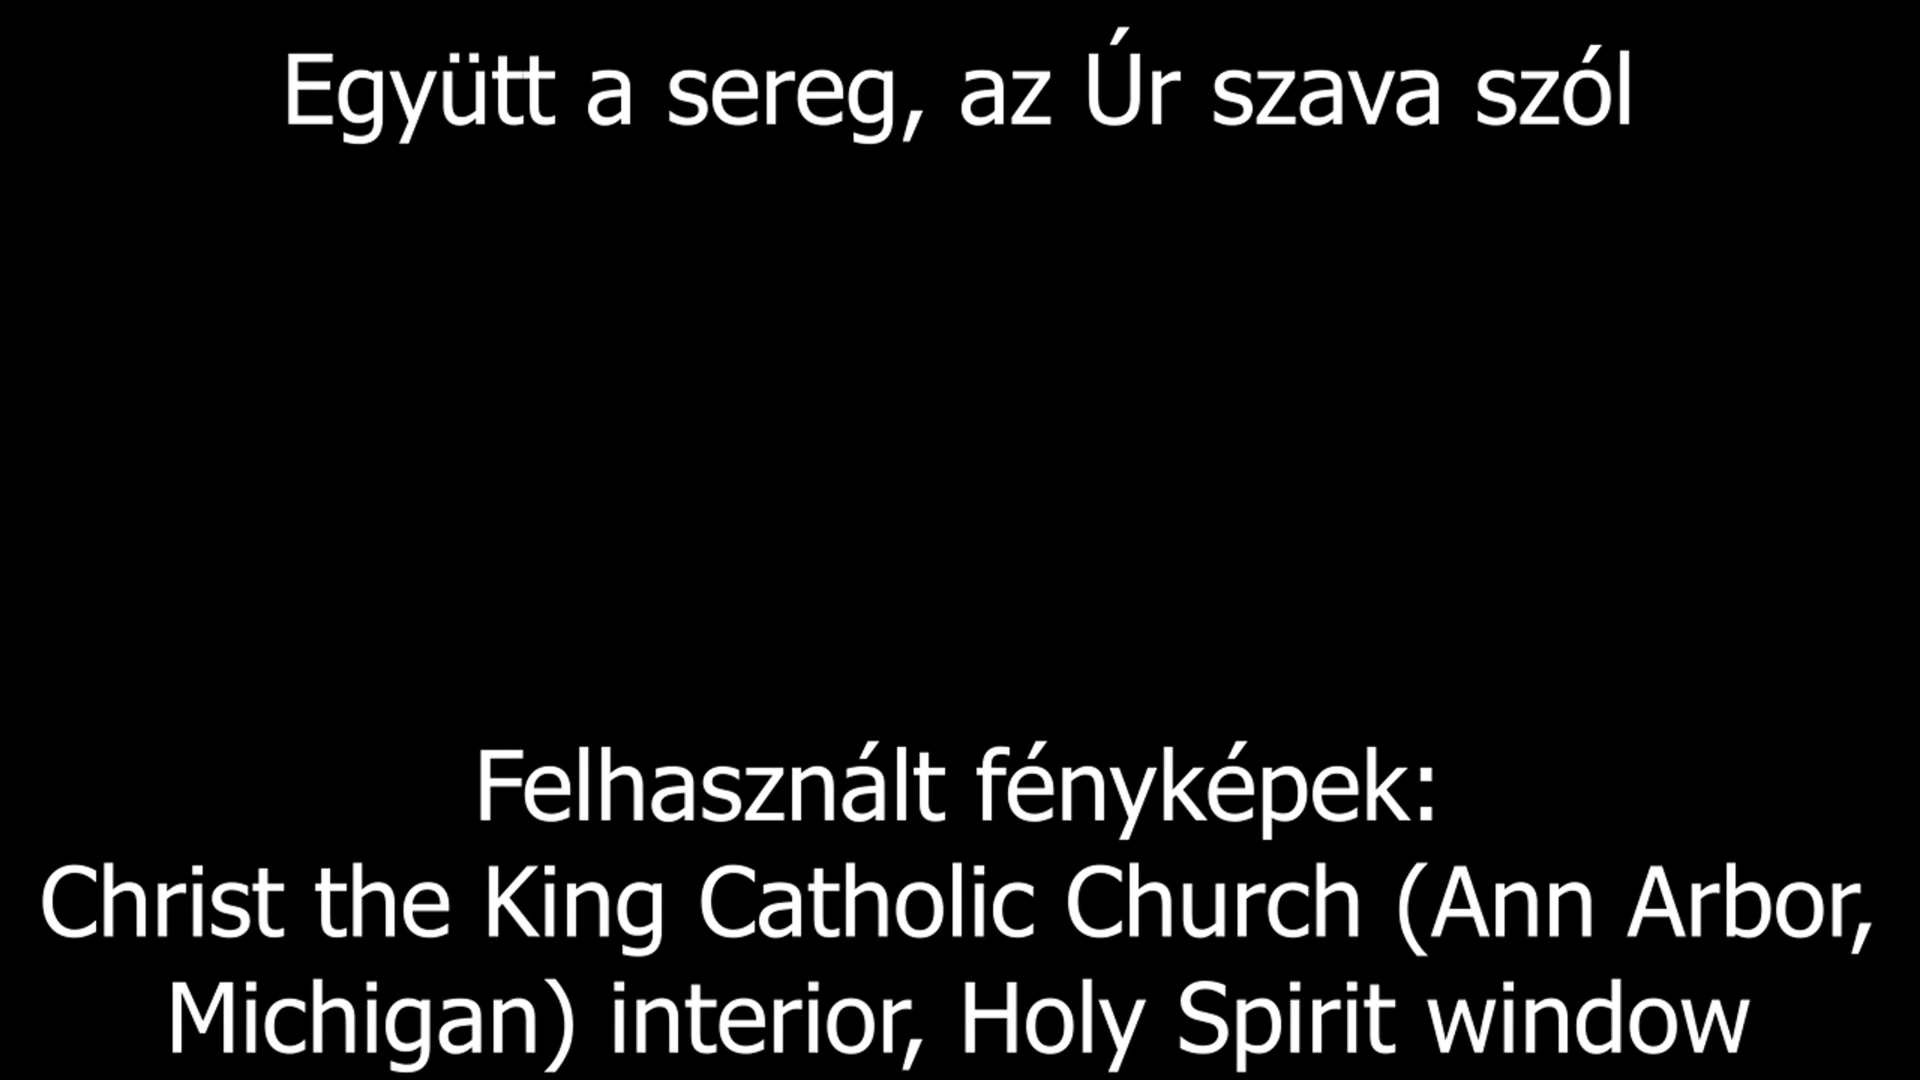 Együtt a sereg, az Úr szava szól
Felhasznált fényképek:
Christ the King Catholic Church (Ann Arbor,
Michigan) interior, Holy Spirit window